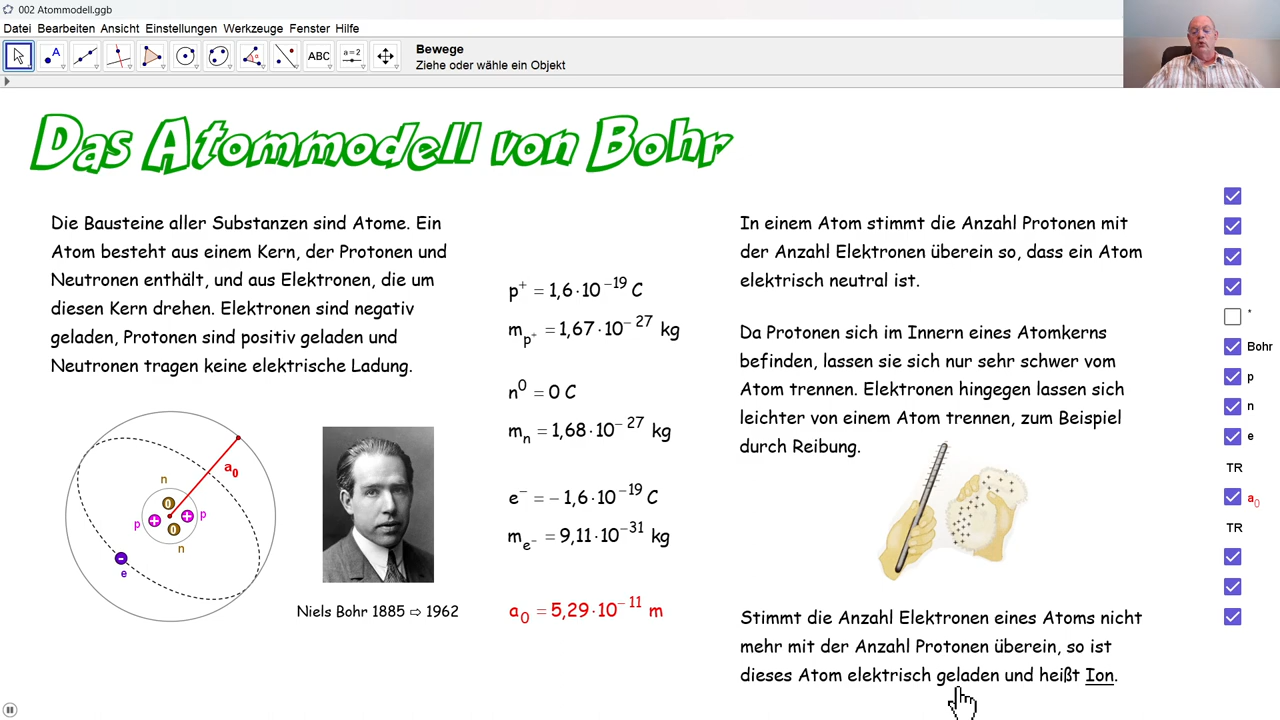 002 Atommodell.ggb
Datei Bearbeiten Ansicht Einstellungen Werkzeuge Fenster Hilfe
A
ABC
a=2
Bewege
Ziehe oder wähle ein Objekt
Das Atommodell von Bohr
Die Bausteine aller Substanzen sind Atome. Ein
Atom besteht aus einem Kern, der Protonen und
Neutronen enthält, und aus Elektronen, die um
diesen Kern drehen. Elektronen sind negativ
geladen, Protonen sind positiv geladen und
Neutronen tragen keine elektrische Ladung.
a₀
n
p
p
n
e
Niels Bohr 1885 ⇨ 1962
p⁺ = 1,6·10⁻¹⁹ C
m_p⁺ = 1,67·10⁻²⁷ kg
n⁰ = 0 C
m_n = 1,68·10⁻²⁷ kg
e⁻ = −1,6·10⁻¹⁹ C
m_e⁻ = 9,11·10⁻³¹ kg
a₀ = 5,29·10⁻¹¹ m
In einem Atom stimmt die Anzahl Protonen mit
der Anzahl Elektronen überein so, dass ein Atom
elektrisch neutral ist.
Da Protonen sich im Innern eines Atomkerns
befinden, lassen sie sich nur sehr schwer vom
Atom trennen. Elektronen hingegen lassen sich
leichter von einem Atom trennen, zum Beispiel
durch Reibung.
Stimmt die Anzahl Elektronen eines Atoms nicht
mehr mit der Anzahl Protonen überein, so ist
dieses Atom elektrisch geladen und heißt Ion.
*
Bohr
p
n
e
TR
a₀
TR